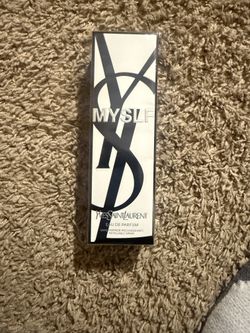 MYSLF
YVES SAINT LAURENT
EAU DE PARFUM